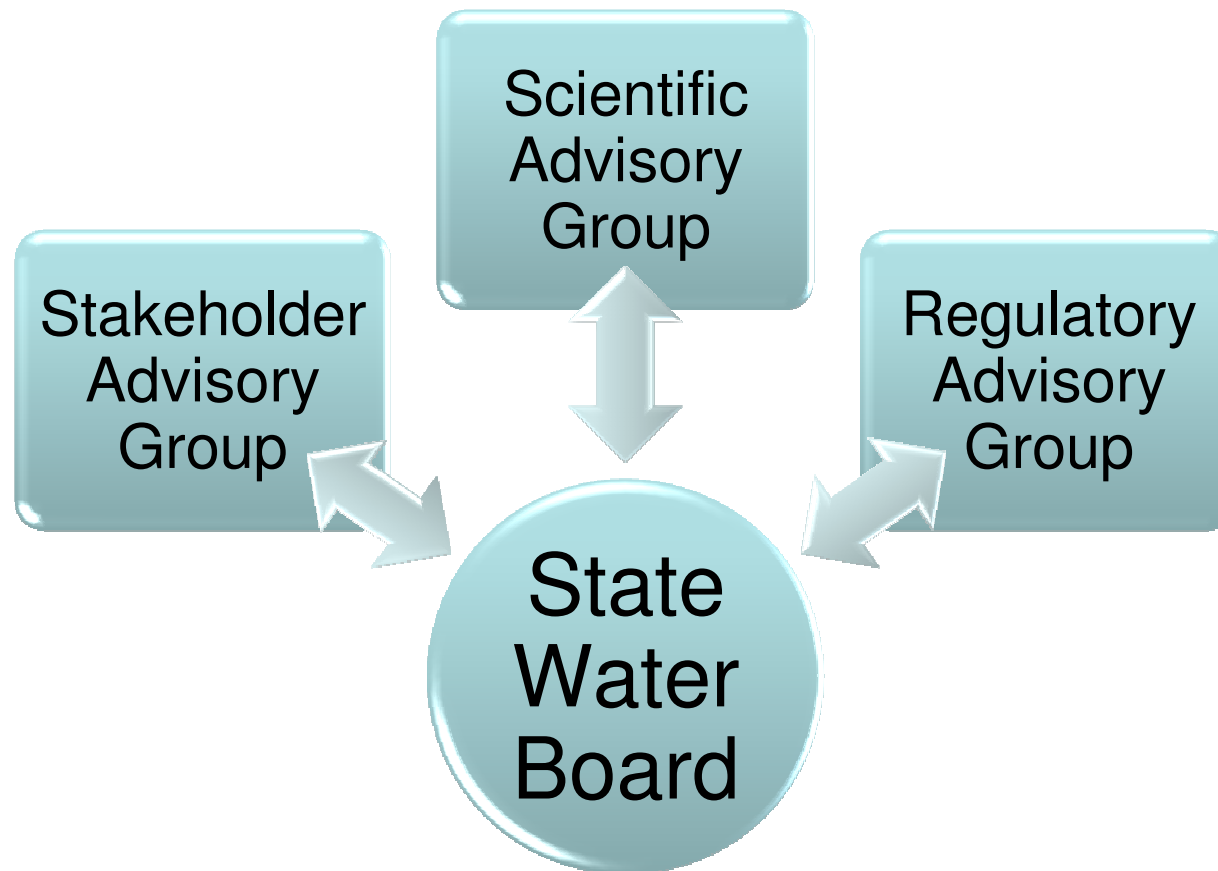 Scientific
Advisory
Group
Stakeholder
Advisory
Group
Regulatory
Advisory
Group
State
Water
Board